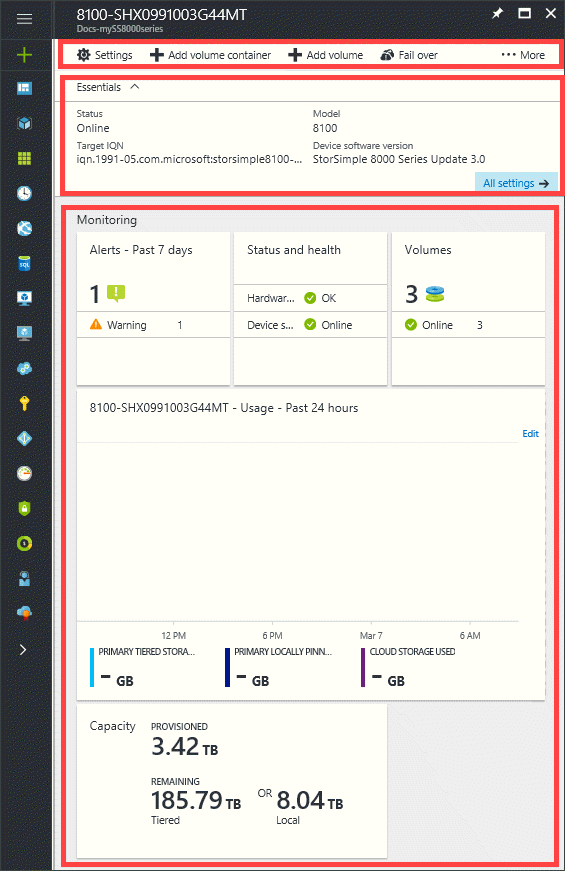 8100-SHX0991003G44MT
Docs-mySS8000series
Settings Add volume container Add volume Fail over ··· More
Essentials
Status Model
Online 8100
Target IQN Device software version
iqn.1991-05.com.microsoft:storsimple8100-... StorSimple 8000 Series Update 3.0
All settings →
Monitoring
Alerts - Past 7 days Status and health Volumes
1 3
Hardwar... OK
Warning 1 Device s... Online Online 3
8100-SHX0991003G44MT - Usage - Past 24 hours
Edit
12 PM 6 PM Mar 7 6 AM
PRIMARY TIERED STORA... PRIMARY LOCALLY PINN... CLOUD STORAGE USED
- GB - GB - GB
Capacity PROVISIONED
3.42 TB
REMAINING
185.79 TB OR 8.04 TB
Tiered Local
SQL